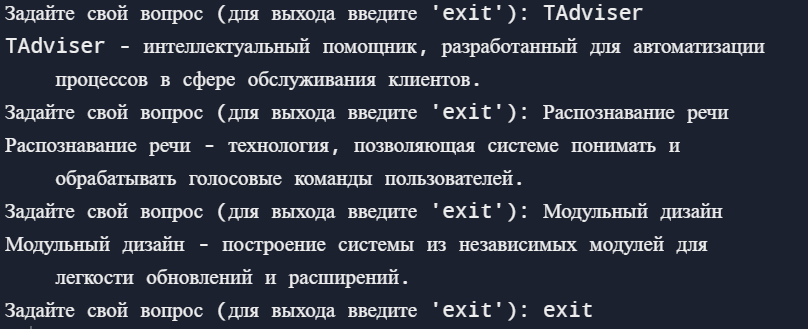 Задайте свой вопрос (для выхода введите 'exit'): TAdviser
TAdviser - интеллектуальный помощник, разработанный для автоматизации
процессов в сфере обслуживания клиентов.
Задайте свой вопрос (для выхода введите 'exit'): Распознавание речи
Распознавание речи - технология, позволяющая системе понимать и
обрабатывать голосовые команды пользователей.
Задайте свой вопрос (для выхода введите 'exit'): Модульный дизайн
Модульный дизайн - построение системы из независимых модулей для
легкости обновлений и расширений.
Задайте свой вопрос (для выхода введите 'exit'): exit